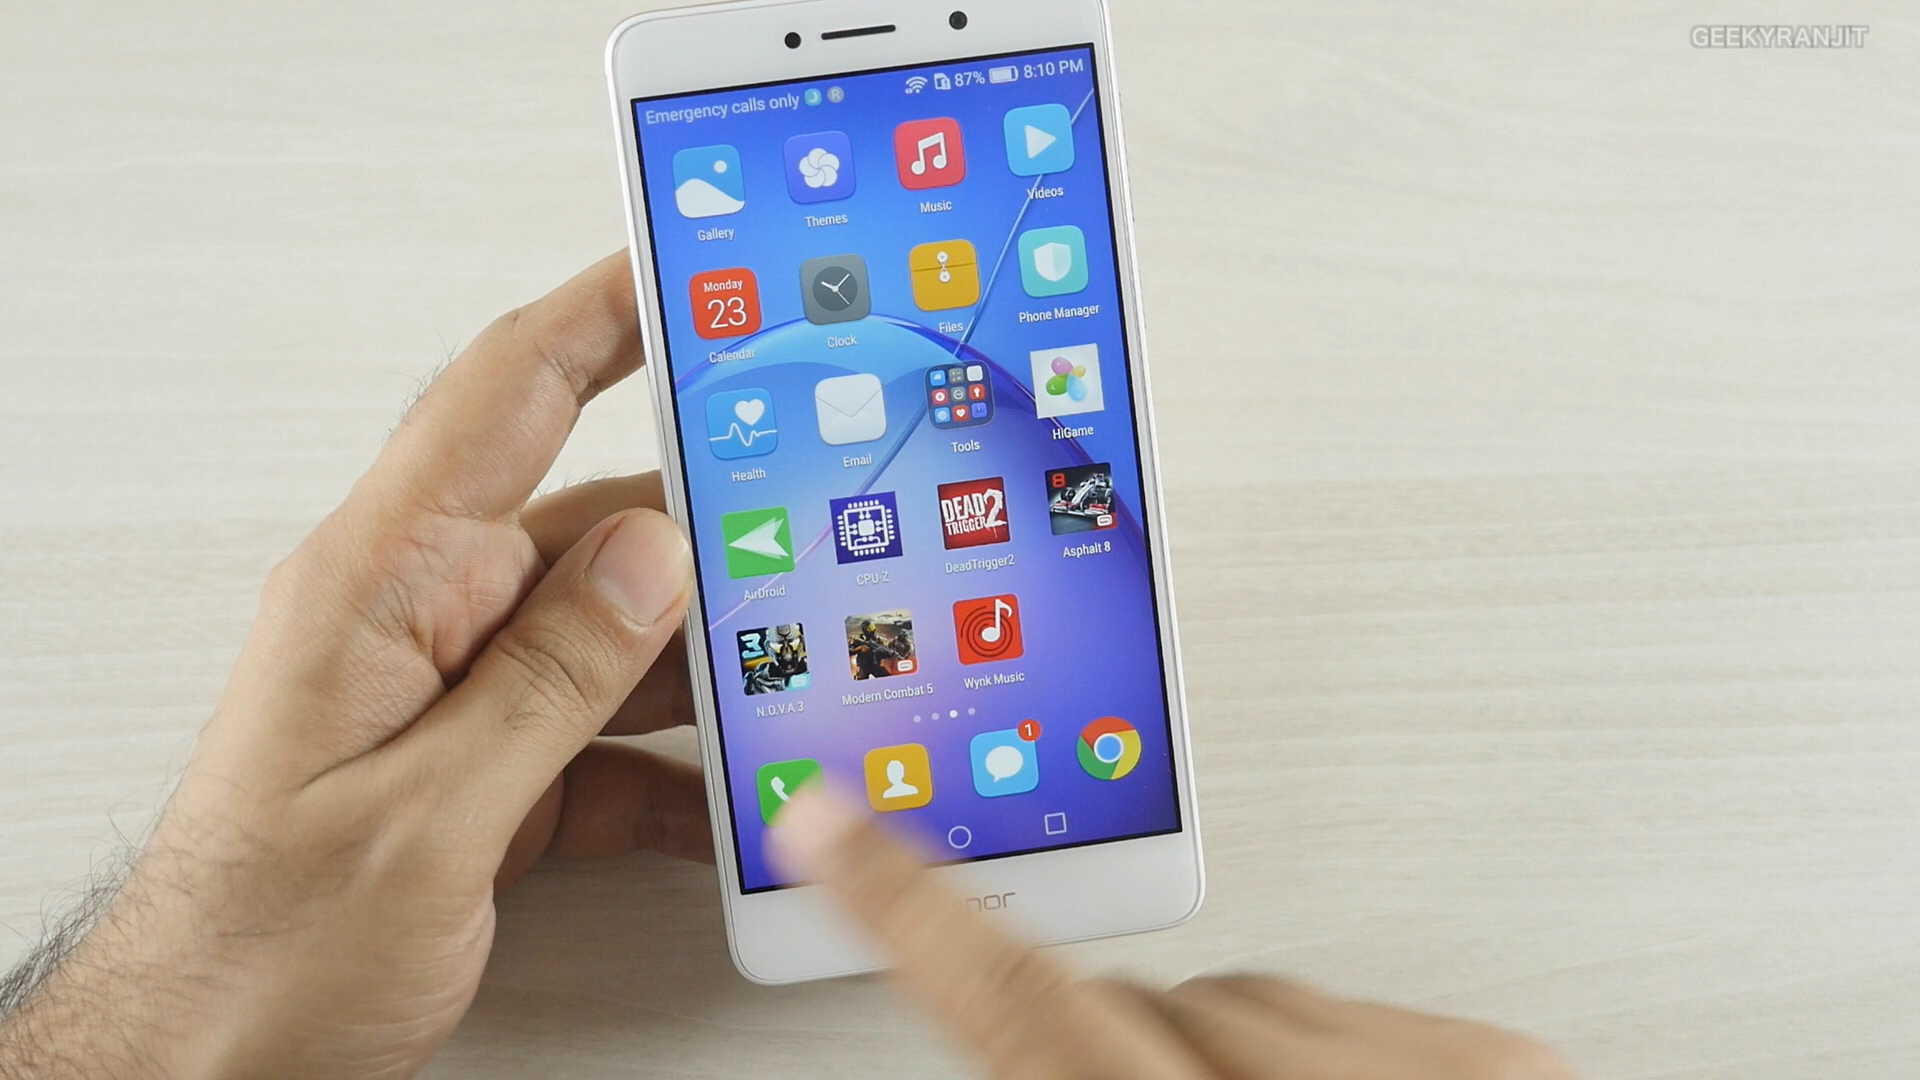 GEEKYRANJIT
Emergency calls only R 87% 8:10 PM
Gallery Themes Music Videos
Monday
23
Calendar Clock Files Phone Manager
Health Email Tools HiGame
DEAD
TRIGGER 2
8
AirDroid CPU-Z DeadTrigger2 Asphalt 8
3
N.O.V.A 3 Modern Combat 5 Wynk Music
1